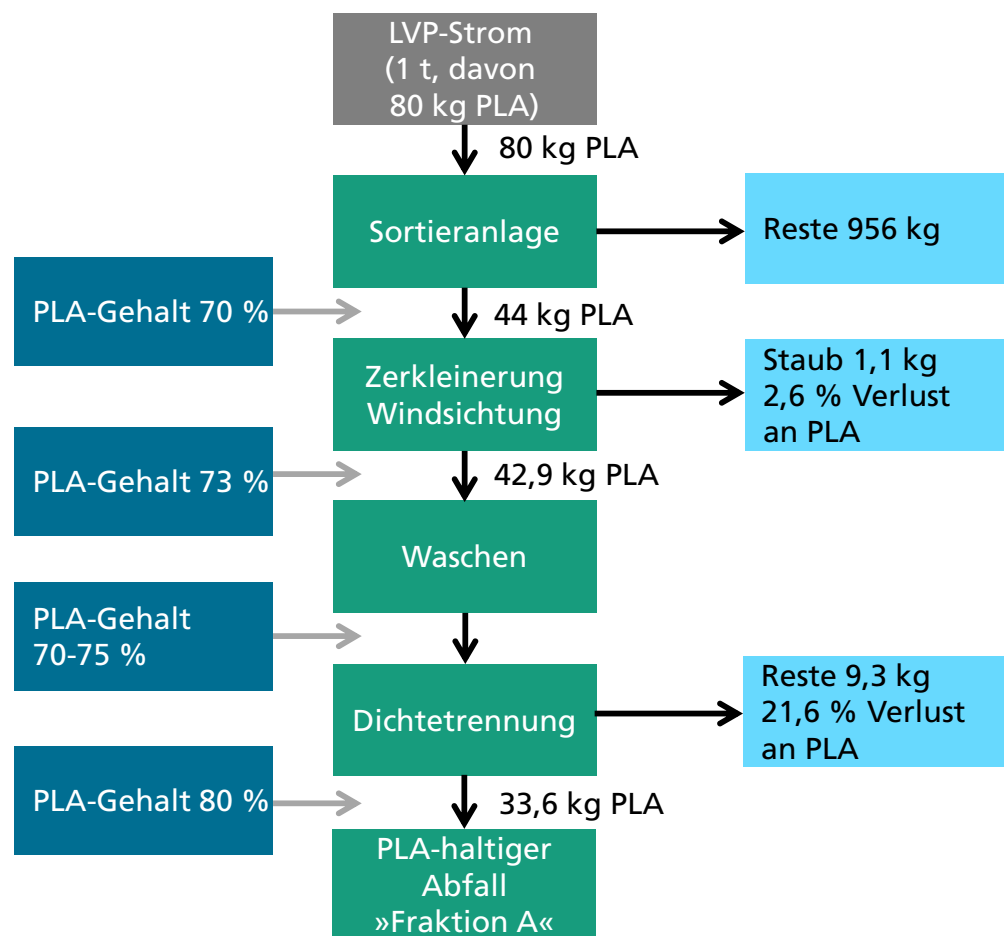 LVP-Strom
(1 t, davon
80 kg PLA)
80 kg PLA
Sortieranlage
Reste 956 kg
PLA-Gehalt 70 %
44 kg PLA
Zerkleinerung
Windsichtung
Staub 1,1 kg
2,6 % Verlust
an PLA
PLA-Gehalt 73 %
42,9 kg PLA
Waschen
PLA-Gehalt
70-75 %
Dichtetrennung
Reste 9,3 kg
21,6 % Verlust
an PLA
PLA-Gehalt 80 %
33,6 kg PLA
PLA-haltiger
Abfall
»Fraktion A«